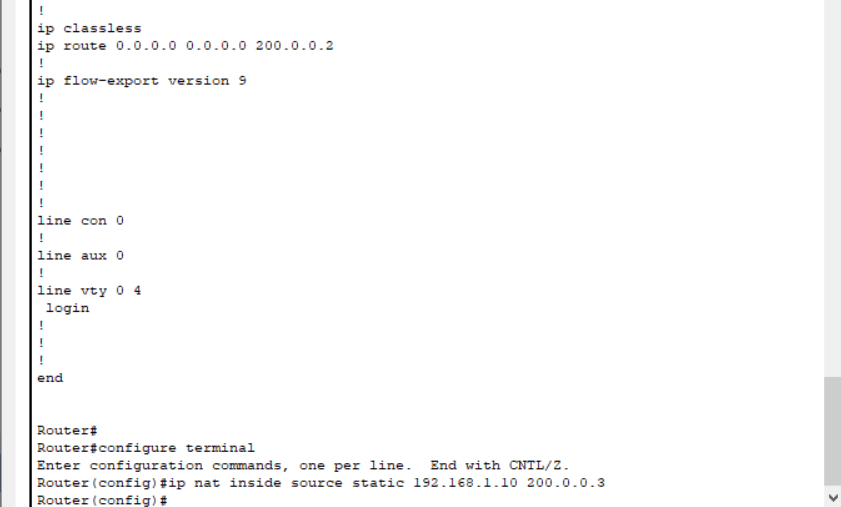 !
ip classless
ip route 0.0.0.0 0.0.0.0 200.0.0.2
!
ip flow-export version 9
!
!
!
!
!
!
!
line con 0
!
line aux 0
!
line vty 0 4
login
!
!
!
end
Router#
Router#configure terminal
Enter configuration commands, one per line.  End with CNTL/Z.
Router(config)#ip nat inside source static 192.168.1.10 200.0.0.3
Router(config)#